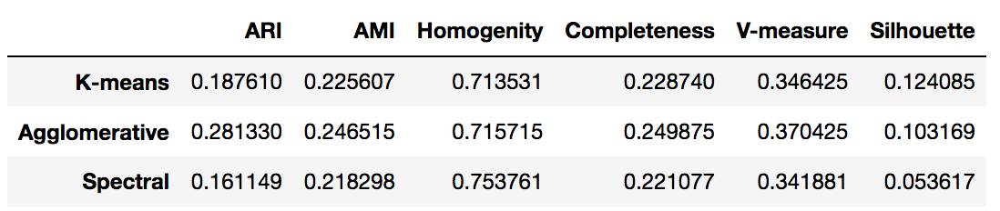 ARI AMI Homogenity Completeness V-measure Silhouette
K-means 0.187610 0.225607 0.713531 0.228740 0.346425 0.124085
Agglomerative 0.281330 0.246515 0.715715 0.249875 0.370425 0.103169
Spectral 0.161149 0.218298 0.753761 0.221077 0.341881 0.053617